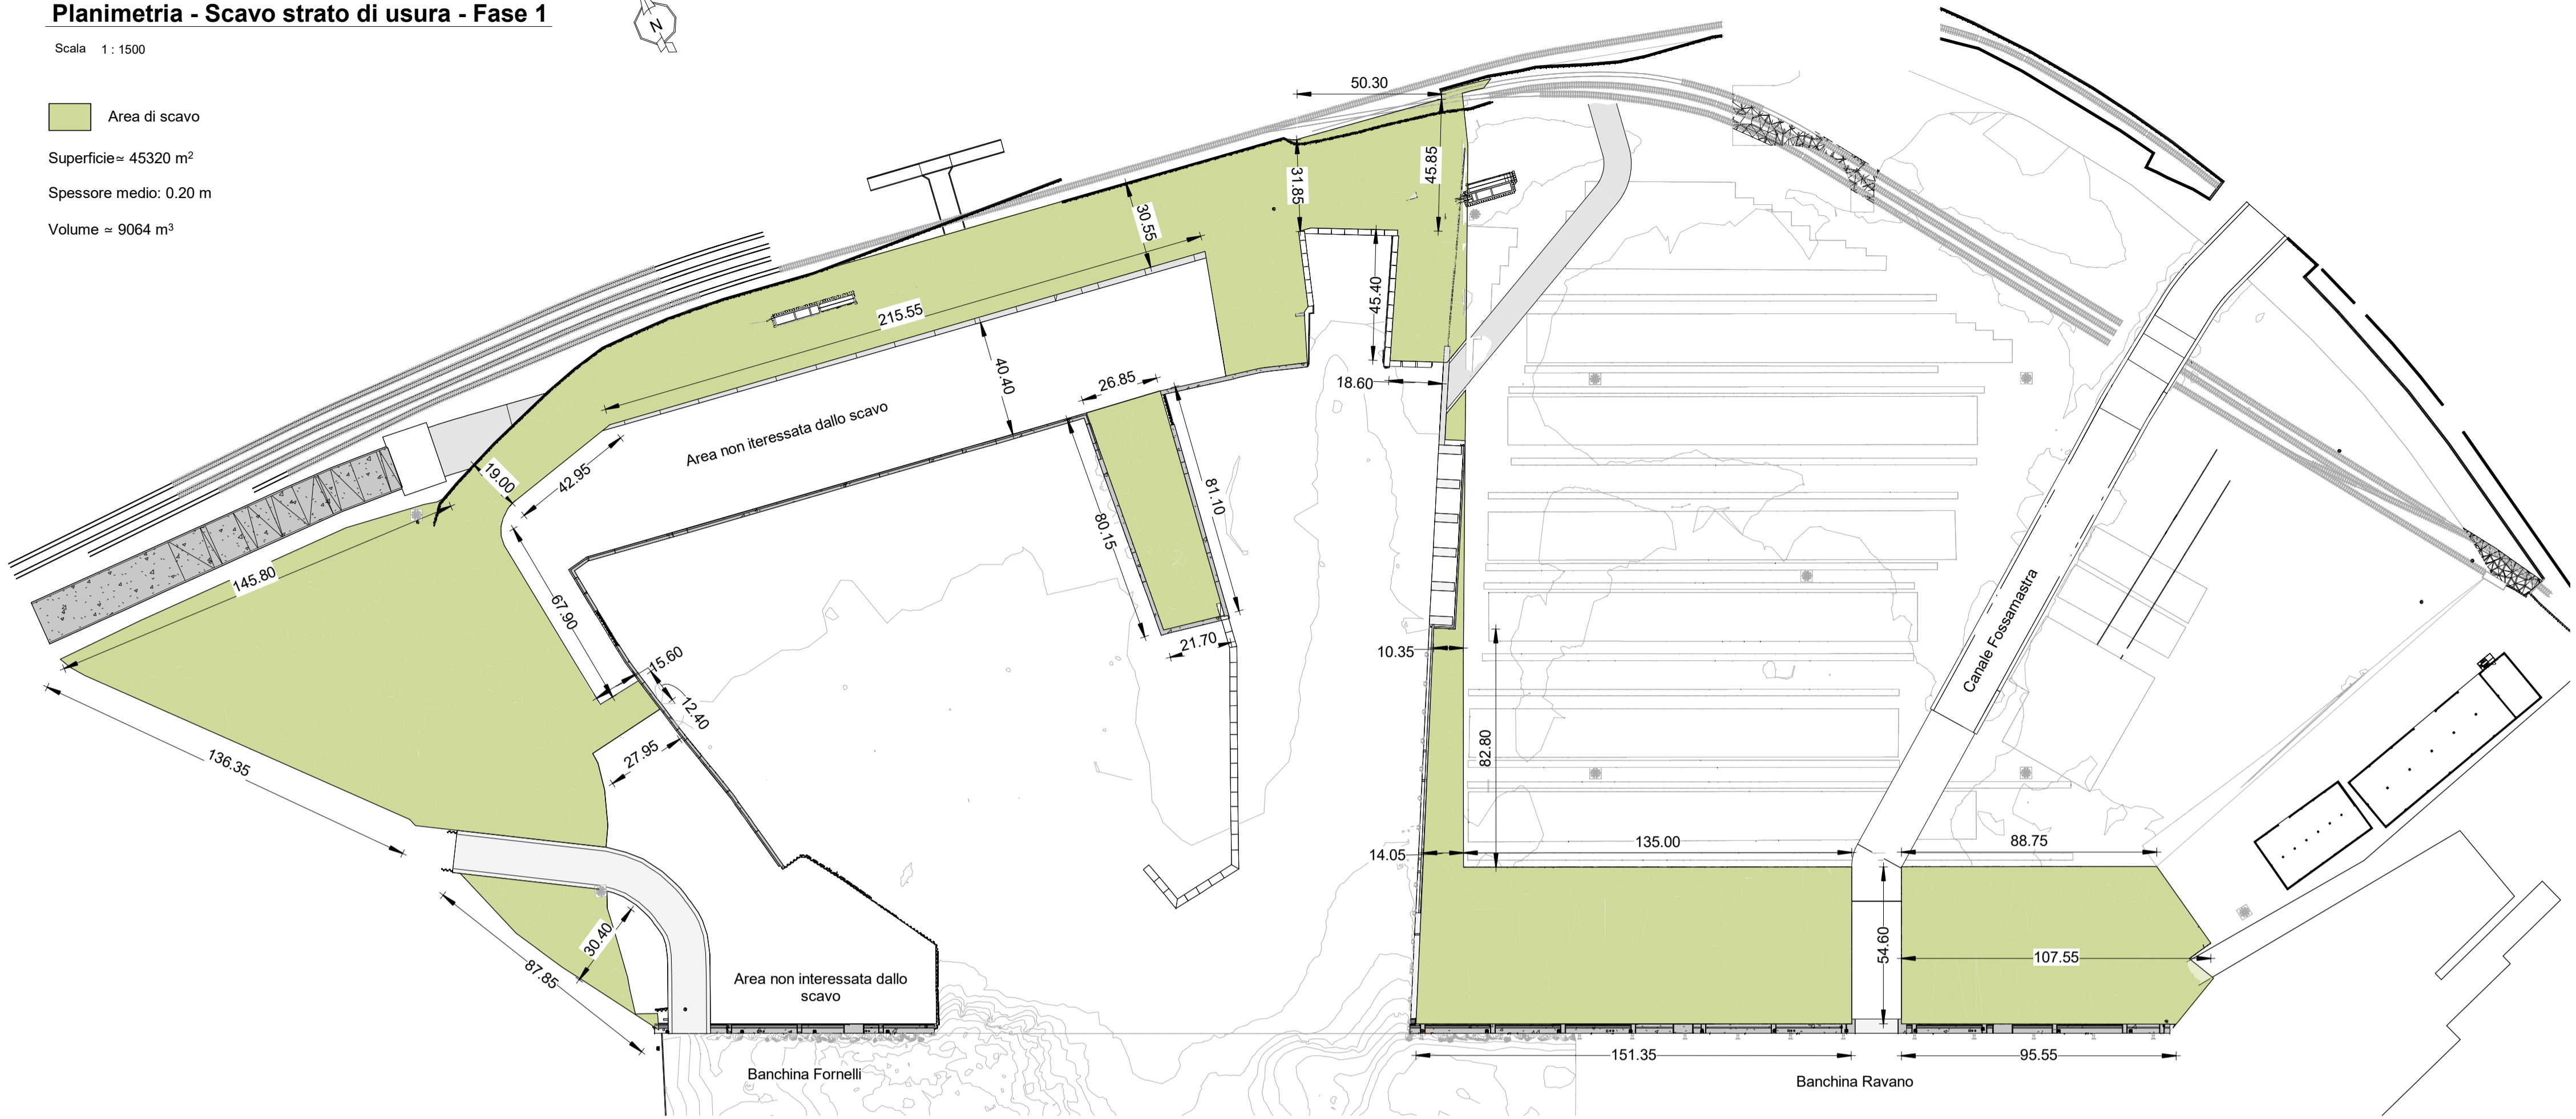 Planimetria - Scavo strato di usura - Fase 1
Scala 1 : 1500
N
Area di scavo
Superficie≃ 45320 m²
Spessore medio: 0.20 m
Volume ≃ 9064 m³
50.30
45.85
31.85
30.55
215.55
45.40
40.40
26.85
18.60
Area non iteressata dallo scavo
19.00
42.95
81.10
80.15
145.80
67.90
21.70
10.35
15.60
12.40
27.95
136.35
82.80
Canale Fossamastra
14.05
135.00
88.75
30.40
87.85
54.60
107.55
Area non interessata dallo
scavo
151.35
95.55
Banchina Fornelli
Banchina Ravano